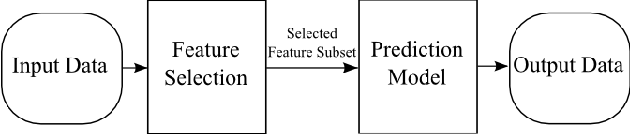 Input Data
Feature
Selection
Selected
Feature Subset
Prediction
Model
Output Data